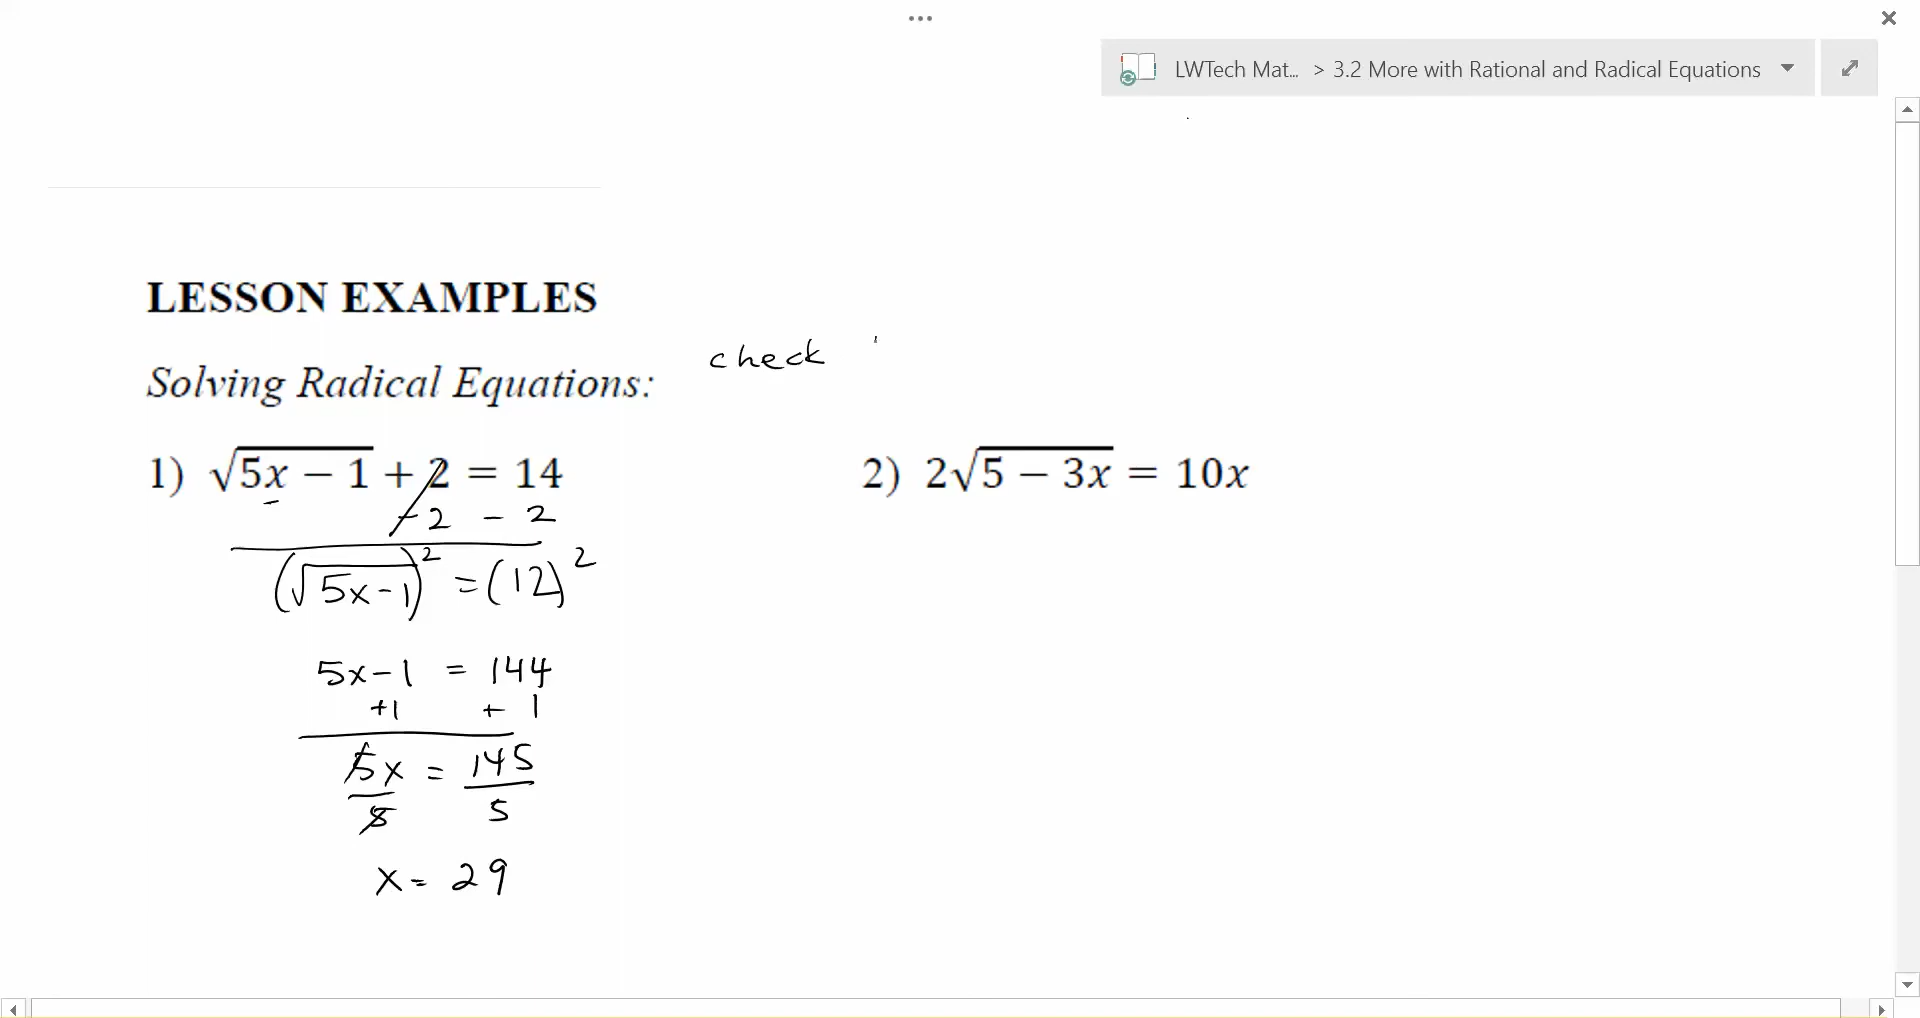 LWTech Mat... > 3.2 More with Rational and Radical Equations
LESSON EXAMPLES
check
Solving Radical Equations:
1) √(5x − 1) + 2 = 14
− 2 − 2
(√(5x − 1))² = (12)²
5x − 1 = 144
+1 + 1
5x/5 = 145/5
x = 29
2) 2√(5 − 3x) = 10x